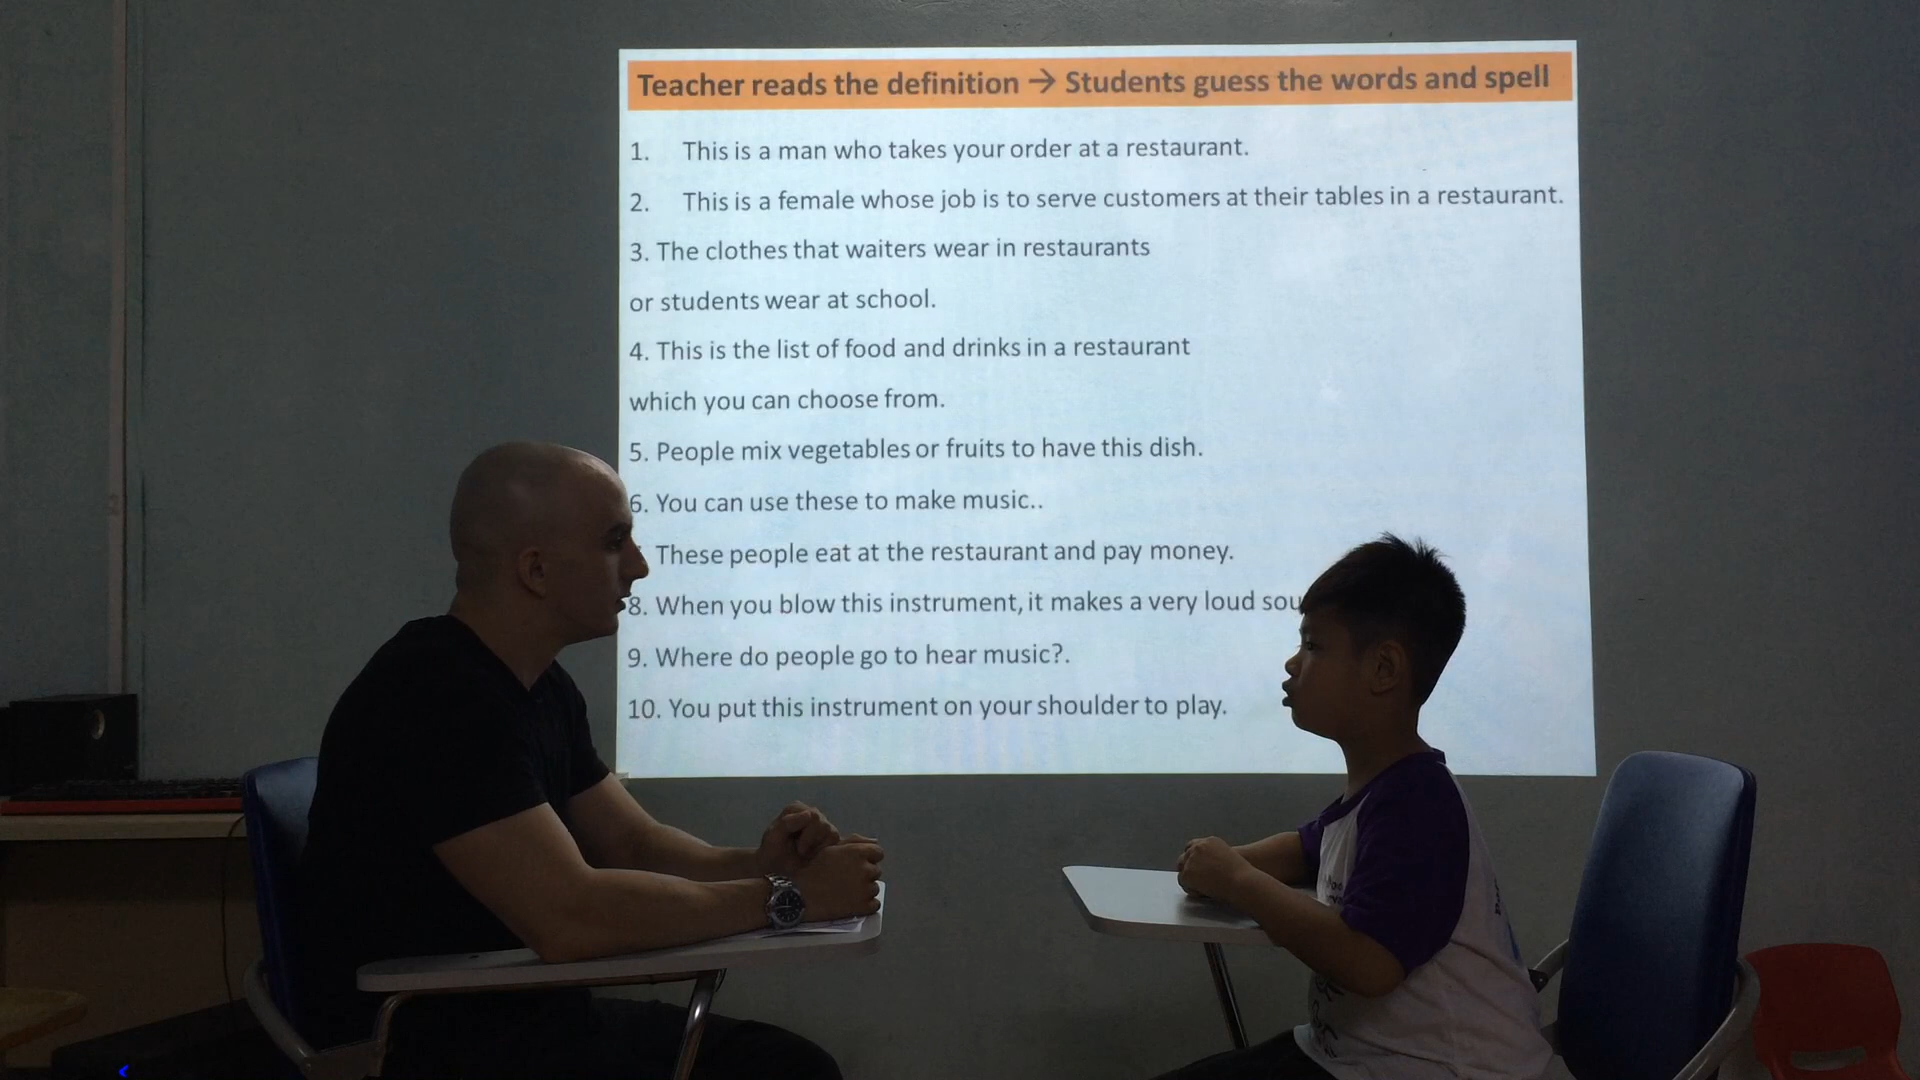 Teacher reads the definition → Students guess the words and spell
1. This is a man who takes your order at a restaurant.
2. This is a female whose job is to serve customers at their tables in a restaurant.
3. The clothes that waiters wear in restaurants
or students wear at school.
4. This is the list of food and drinks in a restaurant
which you can choose from.
5. People mix vegetables or fruits to have this dish.
6. You can use these to make music..
These people eat at the restaurant and pay money.
8. When you blow this instrument, it makes a very loud
9. Where do people go to hear music?.
10. You put this instrument on your shoulder to play.